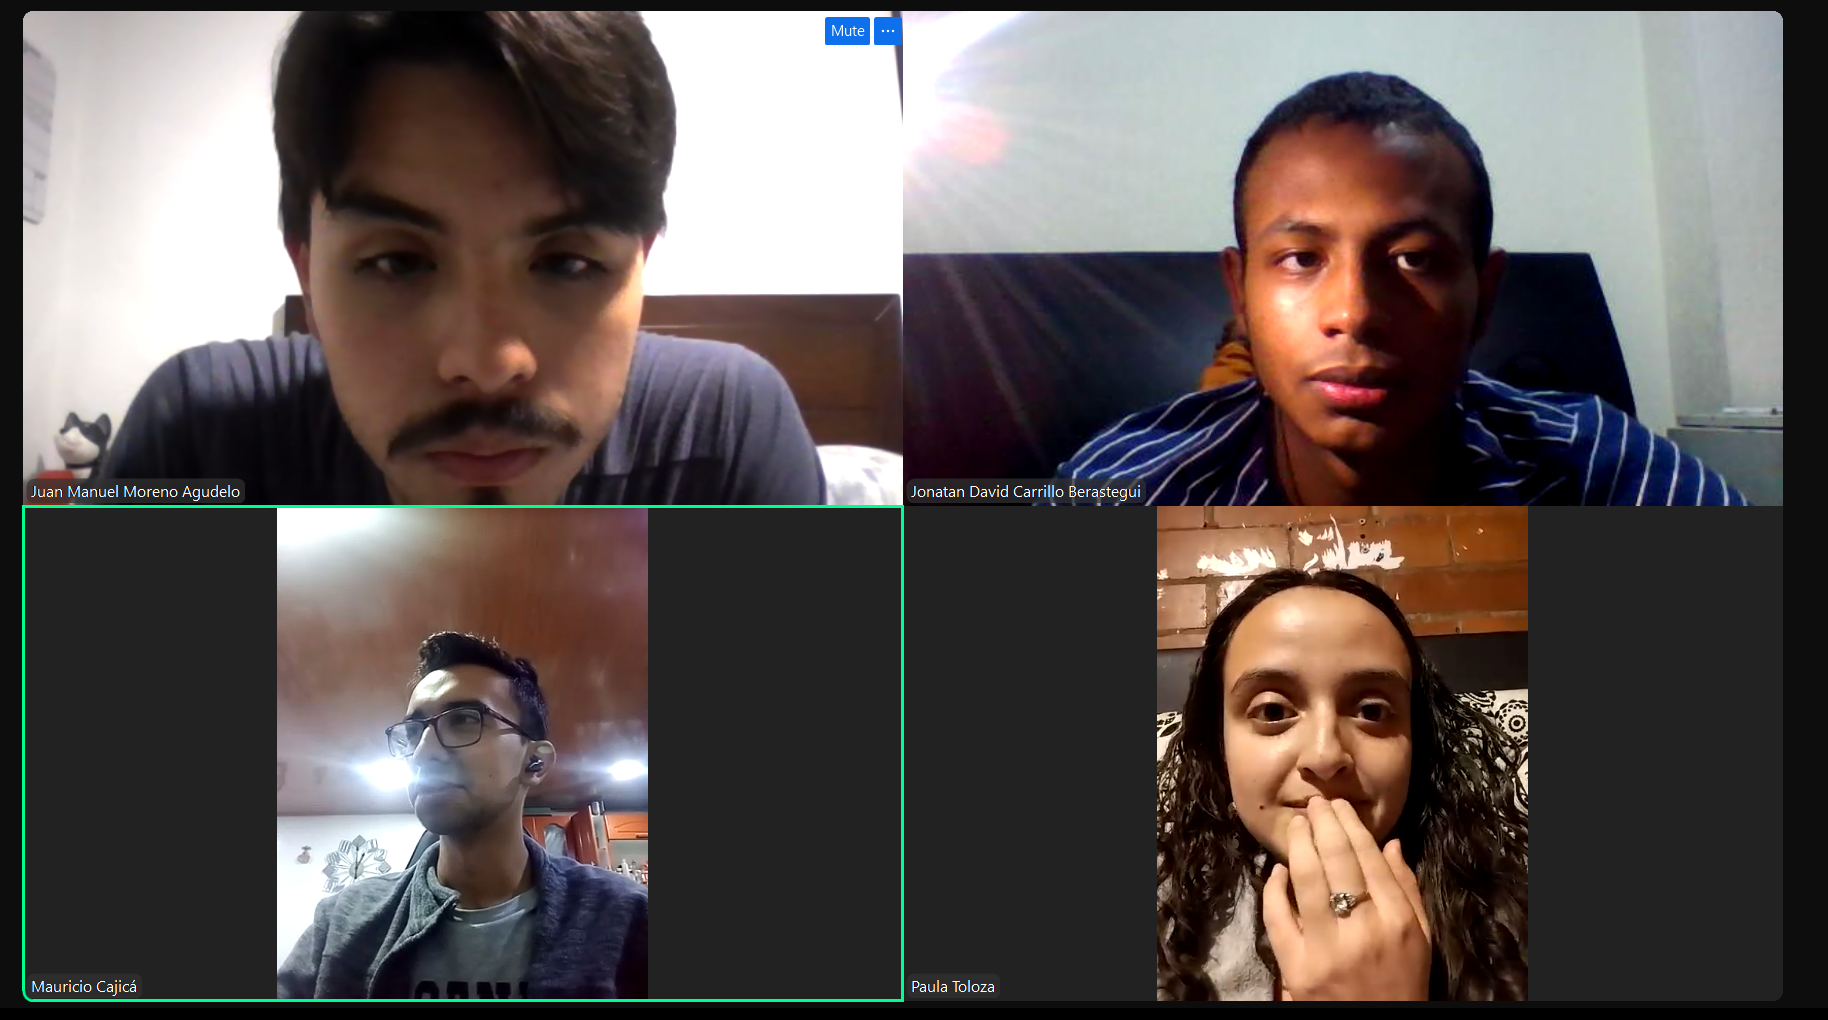 Mute ...
Juan Manuel Moreno Agudelo
Jonatan David Carrillo Berastegui
Mauricio Cajicá
Paula Toloza